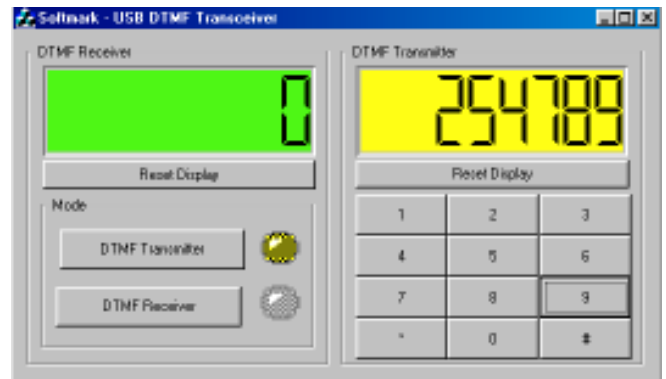 Softmark - USB DTMF Transceiver
DTMF Receiver
0
Reset Display
Mode
DTMF Transmitter
DTMF Receiver
DTMF Transmitter
254789
Reset Display
1 2 3
4 5 6
7 8 9
* 0 #